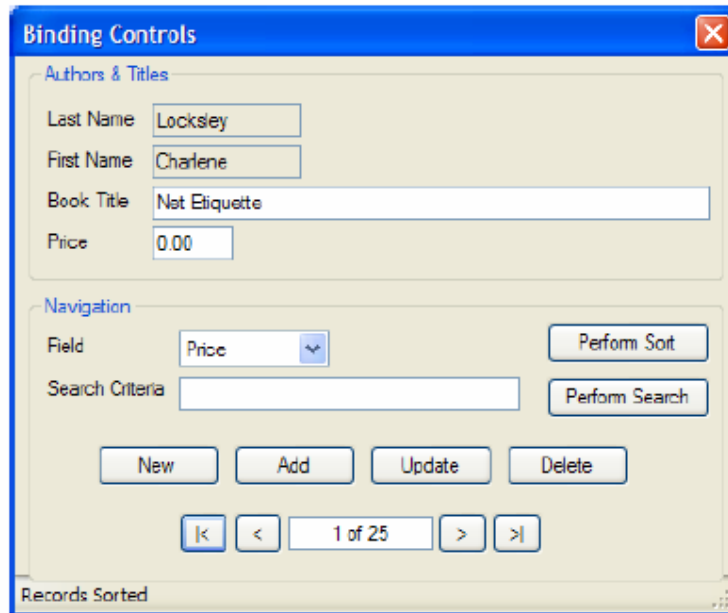 Binding Controls
Authors & Titles
Last Name Locksley
First Name Charlene
Book Title Net Etiquette
Price 0.00
Navigation
Field Price Perform Sort
Search Criteria Perform Search
New Add Update Delete
|< < 1 of 25 > >|
Records Sorted